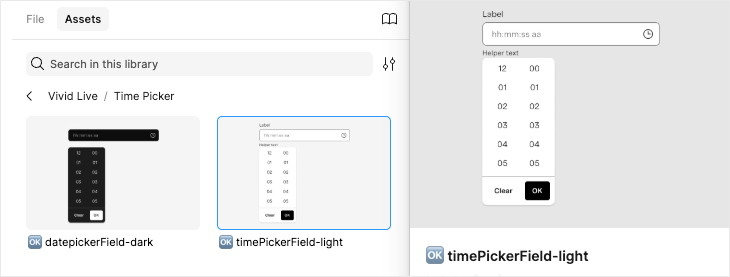 File Assets
Search in this library
Vivid Live / Time Picker
hh:mm:ss aa
12 00
01 01
02 02
03 03
04 04
05 05
Clear OK
OK datepickerField-dark
Label
hh:mm:ss aa
Helper text
12 00
01 01
02 02
03 03
04 04
05 05
Clear OK
OK timePickerField-light
Label
hh:mm:ss aa
Helper text
12 00
01 01
02 02
03 03
04 04
05 05
Clear OK
OK timePickerField-light